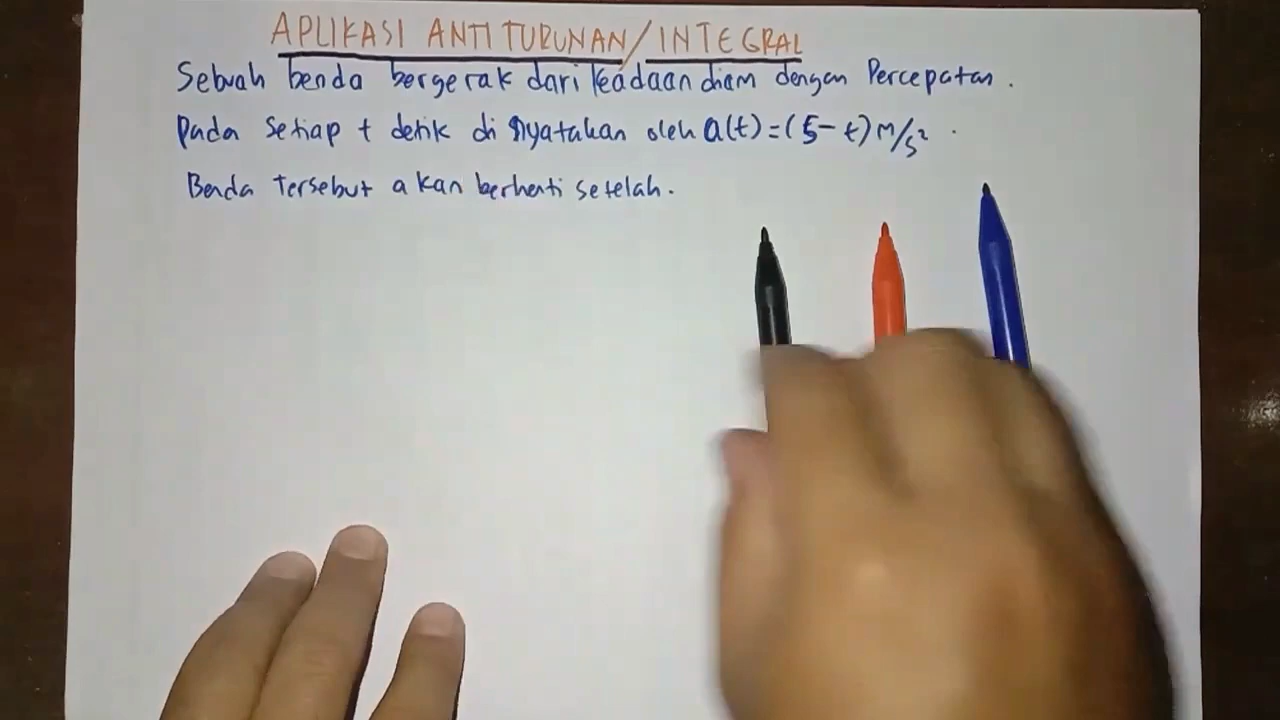 APLIKASI ANTI TURUNAN/INTEGRAL
Sebuah benda bergerak dari keadaan diam dengan Percepatan.
Pada Setiap t detik di nyatakan oleh a(t)=(5-t)m/s².
Benda Tersebut akan berhenti setelah.